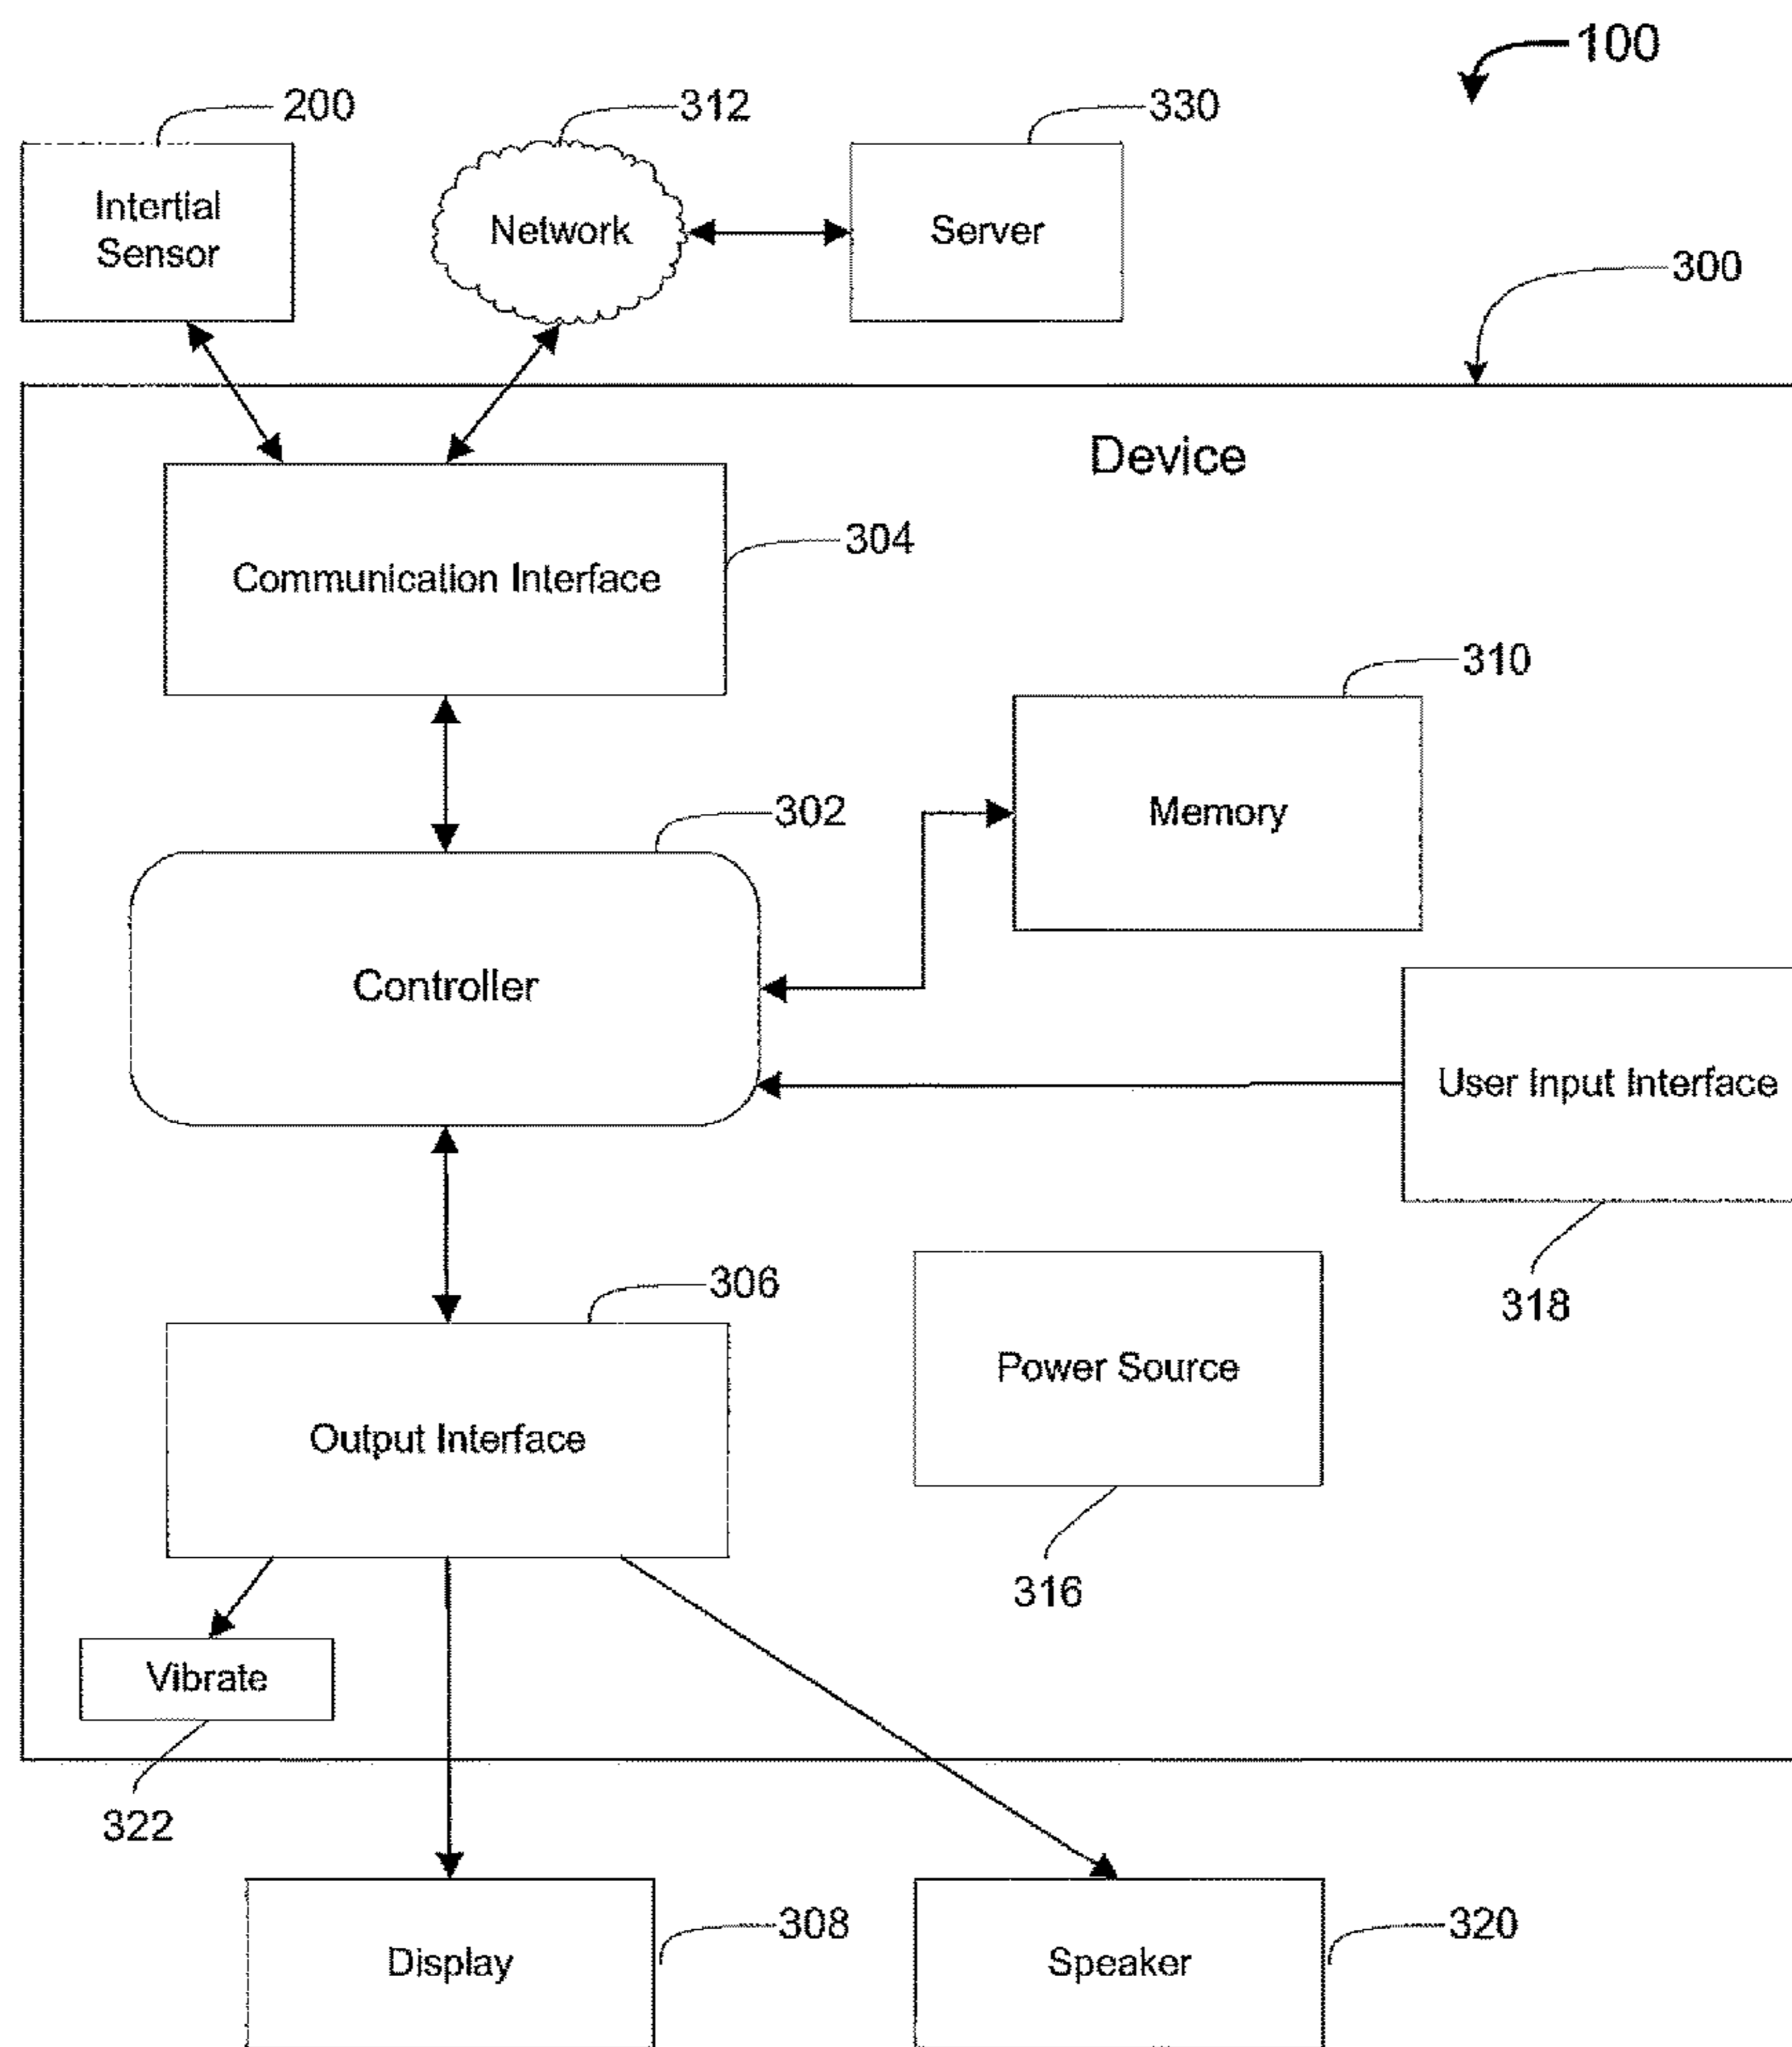 100
200
312
330
Intertial
Sensor
Network
Server
300
Device
304
Communication Interface
310
Memory
302
Controller
User Input Interface
318
306
Power Source
Output Interface
316
Vibrate
322
308
320
Display
Speaker